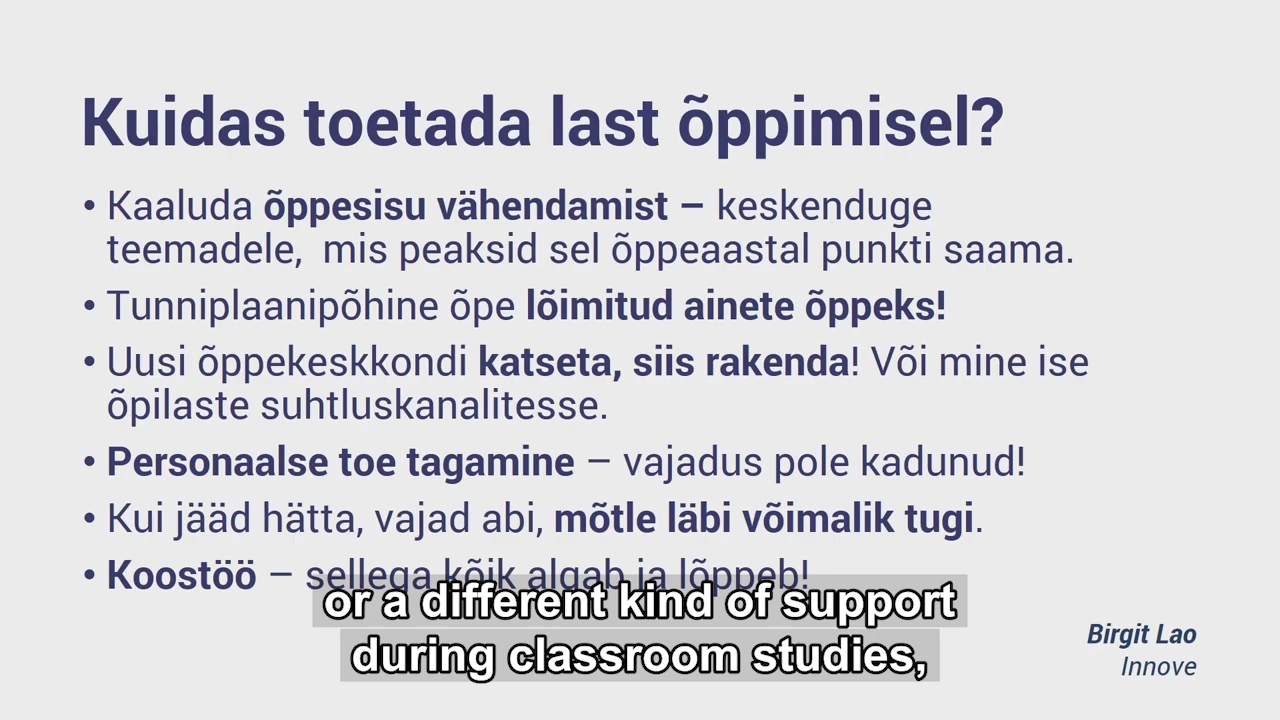 Kuidas toetada last õppimisel?
• Kaaluda õppesisu vähendamist – keskenduge
teemadele, mis peaksid sel õppeaastal punkti saama.
• Tunniplaanipõhine õpe lõimitud ainete õppeks!
• Uusi õppekeskkondi katseta, siis rakenda! Või mine ise
õpilaste suhtluskanalitesse.
• Personaalse toe tagamine – vajadus pole kadunud!
• Kui jääd hätta, vajad abi, mõtle läbi võimalik tugi.
• Koostöö – sellega kõik algab ja lõppeb!
or a different kind of support
during classroom studies,
Birgit Lao
Innove